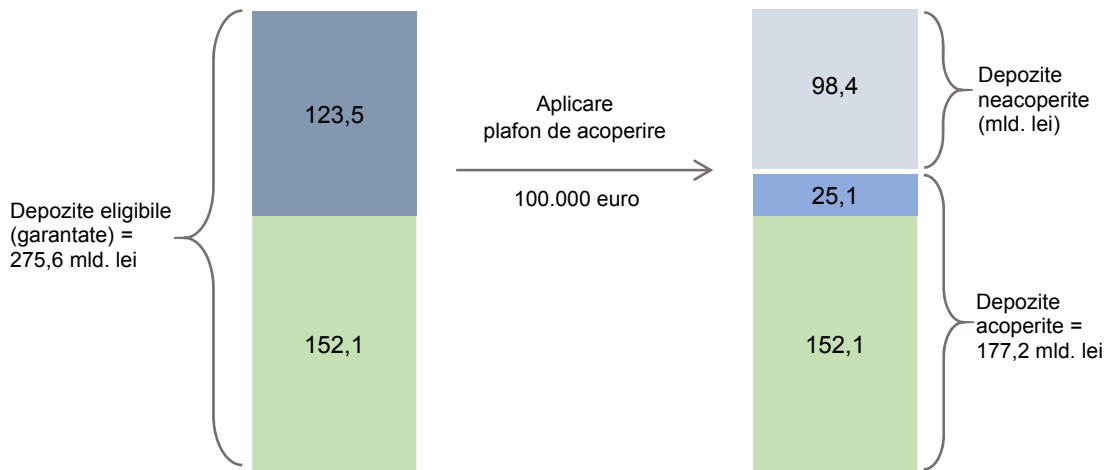 Depozite eligibile
(garantate) =
275,6 mld. lei
123,5
152,1
Aplicare
plafon de acoperire
100.000 euro
98,4
25,1
152,1
Depozite
neacoperite
(mld. lei)
Depozite
acoperite =
177,2 mld. lei